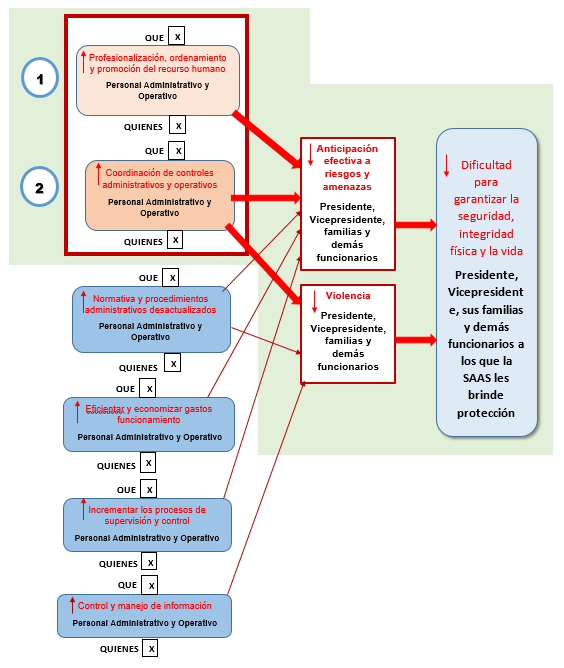 QUE X
1
Profesionalización, ordenamiento
y promoción del recurso humano
Personal Administrativo y
Operativo
QUIENES X
QUE X
2
Coordinación de controles
administrativos y operativos
Personal Administrativo y
Operativo
QUIENES X
QUE X
Normativa y procedimientos
administrativos desactualizados
Personal Administrativo y
Operativo
QUIENES X
QUE X
Eficientar y economizar gastos
funcionamiento
Personal Administrativo y Operativo
QUIENES X
QUE X
Incrementar los procesos de
supervisión y control
Personal Administrativo y Operativo
QUIENES X
QUE X
Control y manejo de información
Personal Administrativo y Operativo
QUIENES X
Anticipación
efectiva a
riesgos y
amenazas
Presidente,
Vicepresidente,
familias y
demás
funcionarios
Violencia
Presidente,
Vicepresidente,
familias y
demás
funcionarios
Dificultad
para
garantizar la
seguridad,
integridad
física y la vida
Presidente,
Vicepresident
e, sus familias
y demás
funcionarios a
los que la
SAAS les
brinde
protección